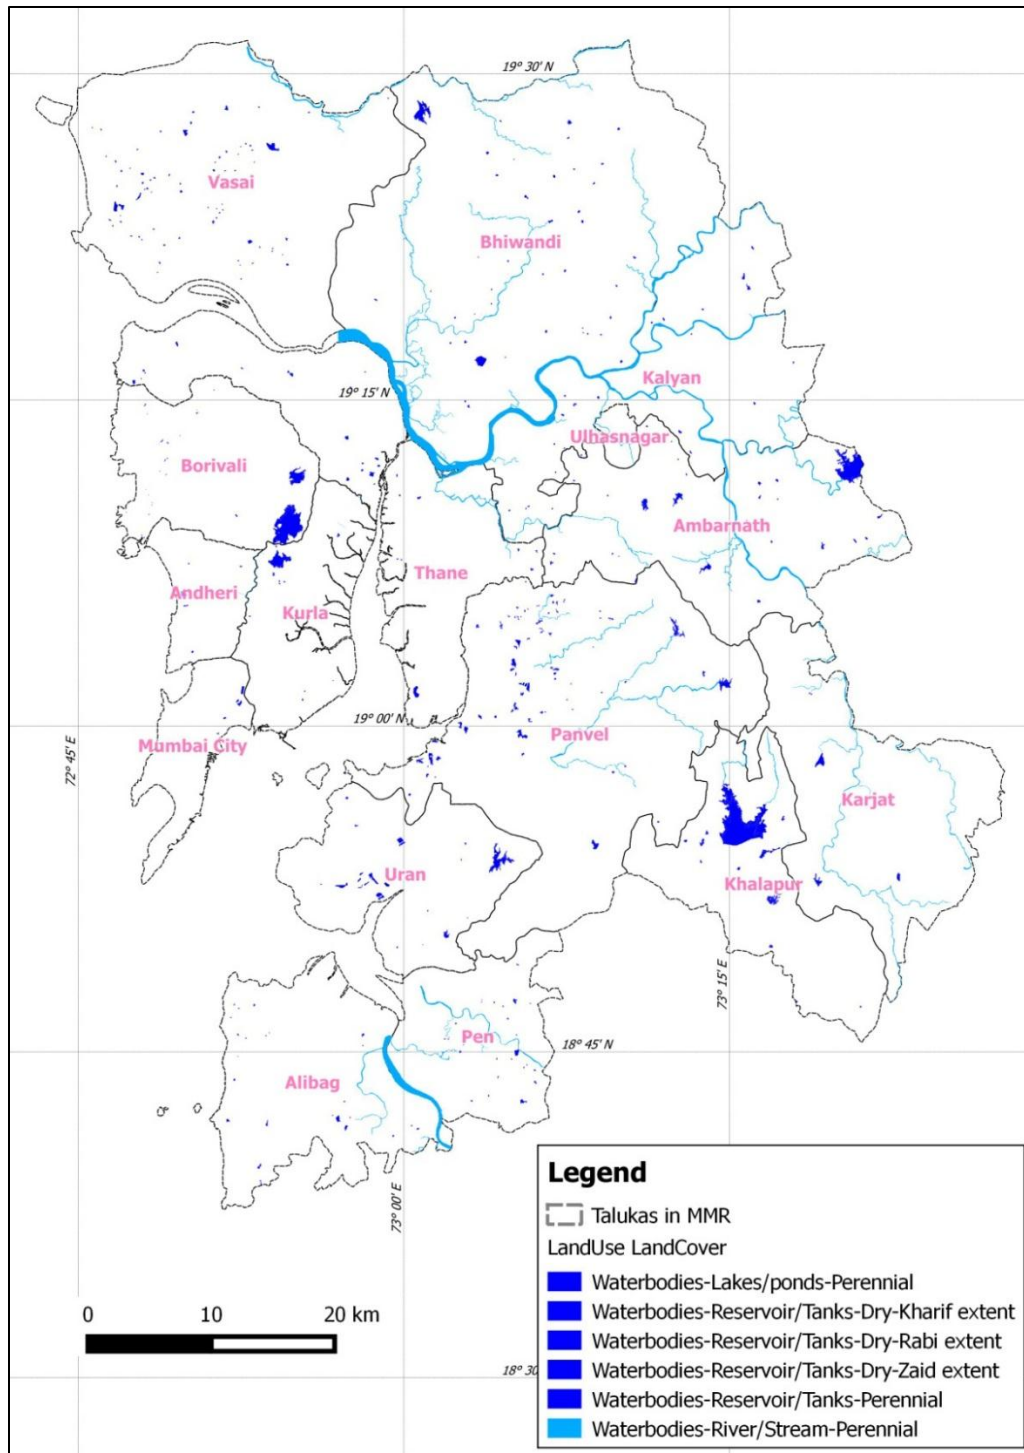 19° 30' N
Vasai
Bhiwandi
Kalyan
19° 15' N
Ulhasnagar
Borivali
Ambarnath
Thane
Andheri
Kurla
19° 00' N
Panvel
Mumbai City
72° 45' E
Karjat
Uran
Khalapur
73° 15' E
Pen
18° 45' N
Alibag
73° 00' E
Legend
Talukas in MMR
LandUse LandCover
Waterbodies-Lakes/ponds-Perennial
Waterbodies-Reservoir/Tanks-Dry-Kharif extent
Waterbodies-Reservoir/Tanks-Dry-Rabi extent
Waterbodies-Reservoir/Tanks-Dry-Zaid extent
Waterbodies-Reservoir/Tanks-Perennial
Waterbodies-River/Stream-Perennial
0 10 20 km
18° 30